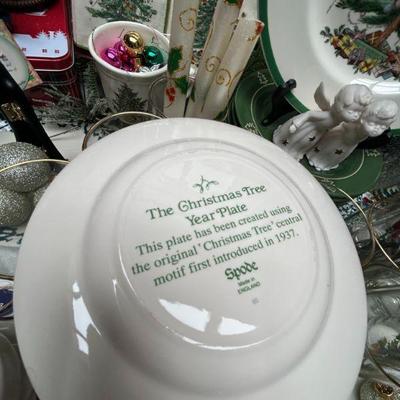 The Christmas Tree
Year Plate
This plate has been created using
the original 'Christmas Tree' central
motif first introduced in 1937.
Spode
Made in
ENGLAND